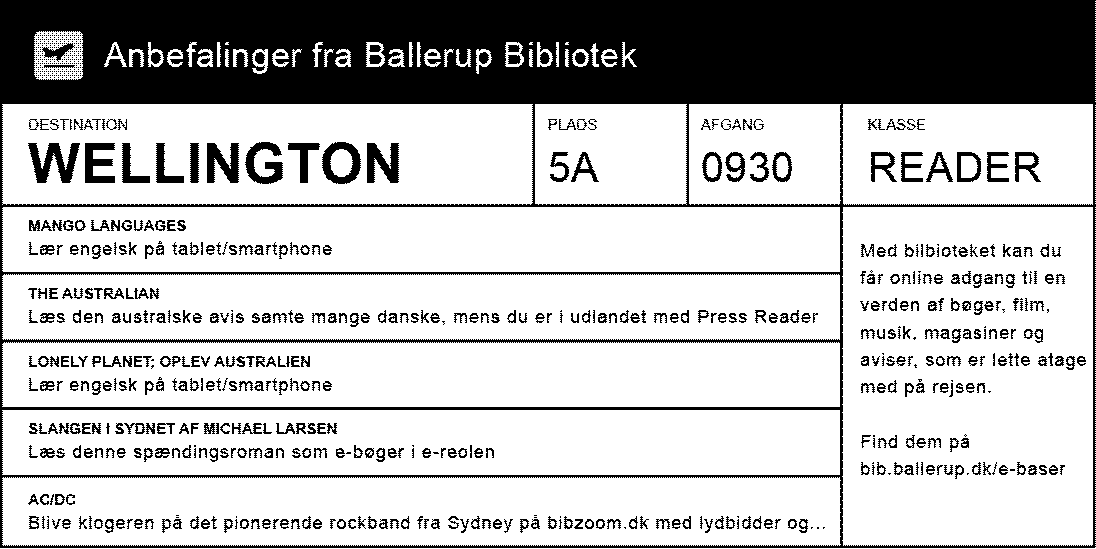 Anbefalinger fra Ballerup Bibliotek
DESTINATION
WELLINGTON
PLADS
5A
AFGANG
0930
KLASSE
READER
MANGO LANGUAGES
Lær engelsk på tablet/smartphone
THE AUSTRALIAN
Læs den australske avis samte mange danske, mens du er i udlandet med Press Reader
LONELY PLANET; OPLEV AUSTRALIEN
Lær engelsk på tablet/smartphone
SLANGEN I SYDNET AF MICHAEL LARSEN
Læs denne spændingsroman som e-bøger i e-reolen
AC/DC
Blive klogeren på det pionerende rockband fra Sydney på bibzoom.dk med lydbidder og...
Med bilbioteket kan du
får online adgang til en
verden af bøger, film,
musik, magasiner og
aviser, som er lette atage
med på rejsen.
Find dem på
bib.ballerup.dk/e-baser